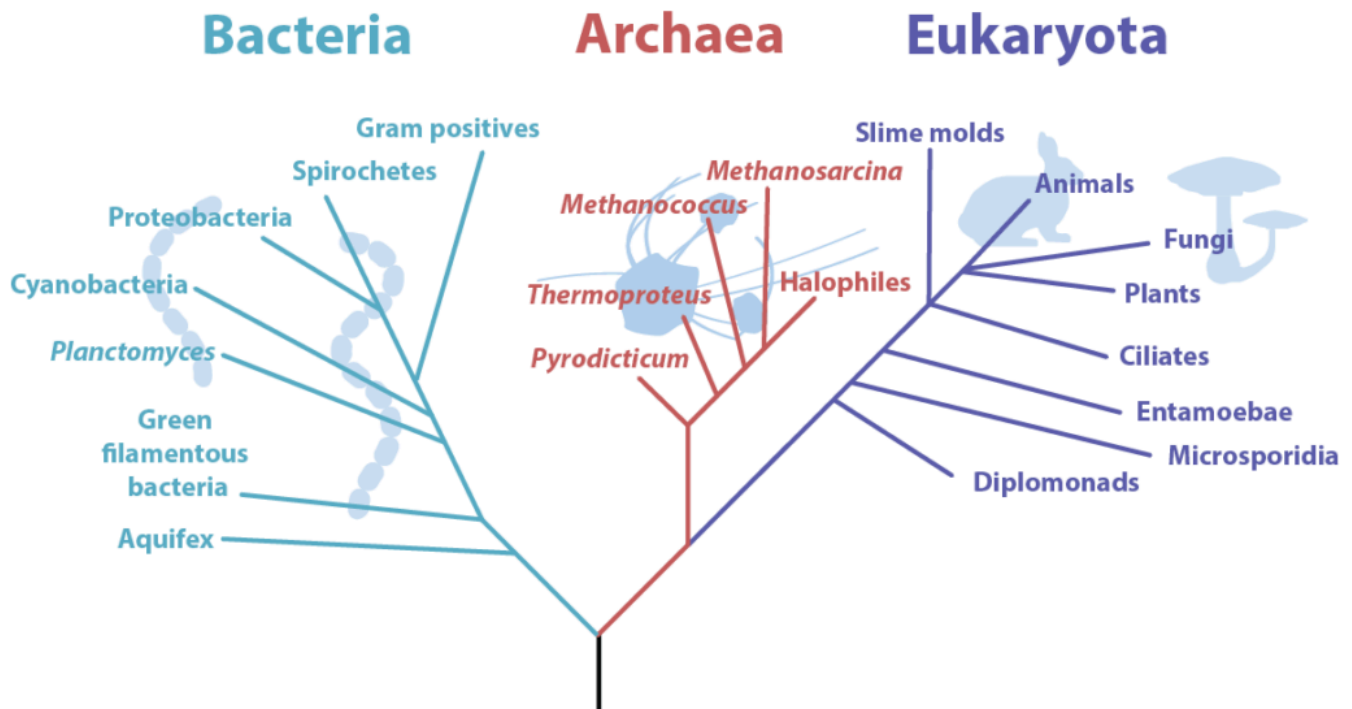 Bacteria
Archaea
Eukaryota
Gram positives
Spirochetes
Proteobacteria
Cyanobacteria
Planctomyces
Green
filamentous
bacteria
Aquifex
Methanosarcina
Methanococcus
Halophiles
Thermoproteus
Pyrodicticum
Slime molds
Animals
Fungi
Plants
Ciliates
Entamoebae
Microsporidia
Diplomonads